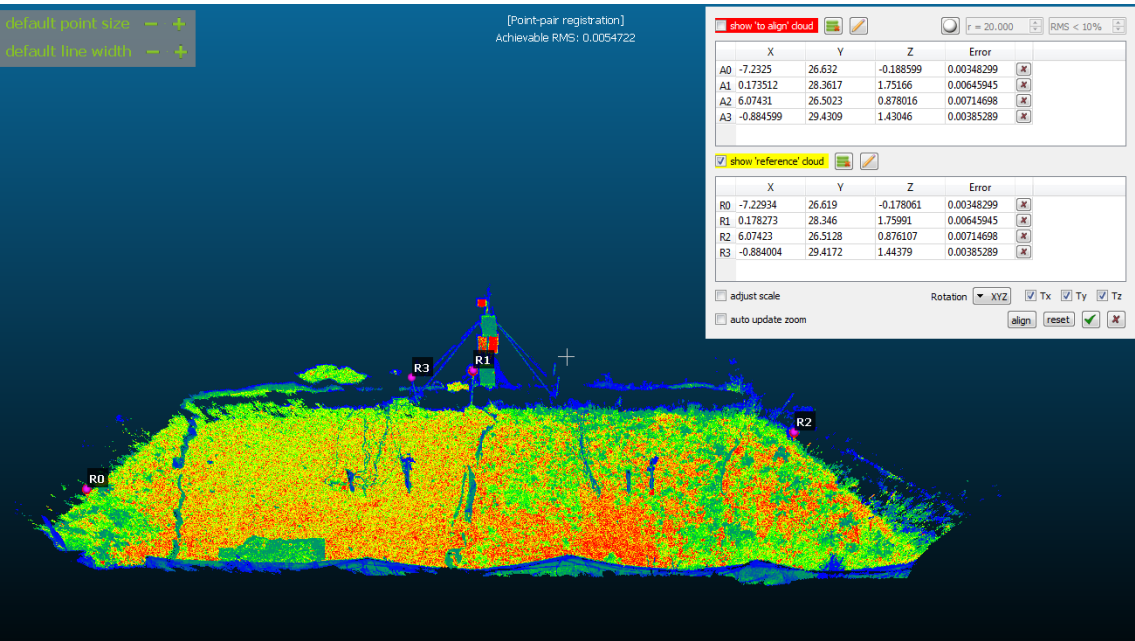 default point size − +
default line width − +
[Point-pair registration]
Achievable RMS: 0.0054722
show 'to align' cloud r = 20.000 RMS < 10%
X Y Z Error
A0 -7.2325 26.632 -0.188599 0.00348299
A1 0.173512 28.3617 1.75166 0.00645945
A2 6.07431 26.5023 0.878016 0.00714698
A3 -0.884599 29.4309 1.43046 0.00385289
show 'reference' cloud
X Y Z Error
R0 -7.22934 26.619 -0.178061 0.00348299
R1 0.178273 28.346 1.75991 0.00645945
R2 6.07423 26.5128 0.876107 0.00714698
R3 -0.884004 29.4172 1.44379 0.00385289
adjust scale Rotation XYZ Tx Ty Tz
auto update zoom align reset
R3
R1
R2
R0